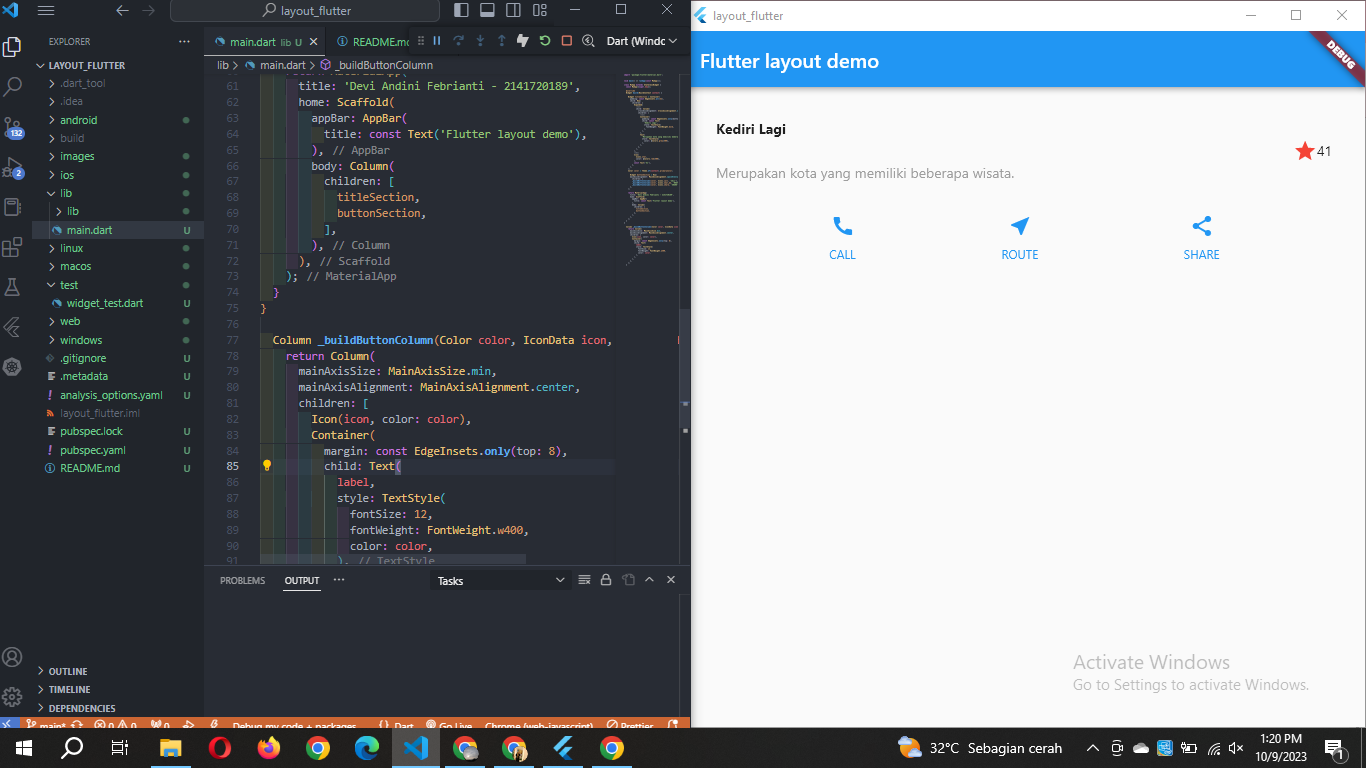 layout_flutter
EXPLORER
LAYOUT_FLUTTER
.dart_tool
.idea
android
build
images
ios
lib
lib
main.dart U
linux
macos
test
widget_test.dart U
web
windows
.gitignore U
.metadata U
analysis_options.yaml U
layout_flutter.iml
pubspec.lock U
pubspec.yaml U
README.md U
OUTLINE
TIMELINE
DEPENDENCIES
132
2
main.dart lib U
README.md
Dart (Windc
lib > main.dart > _buildButtonColumn
61 title: 'Devi Andini Febrianti - 2141720189',
62 home: Scaffold(
63 appBar: AppBar(
64 title: const Text('Flutter layout demo'),
65 ), // AppBar
66 body: Column(
67 children: [
68 titleSection,
69 buttonSection,
70 ],
71 ), // Column
72 ), // Scaffold
73 ); // MaterialApp
74 }
75 }
76
77 Column _buildButtonColumn(Color color, IconData icon,
78 return Column(
79 mainAxisSize: MainAxisSize.min,
80 mainAxisAlignment: MainAxisAlignment.center,
81 children: [
82 Icon(icon, color: color),
83 Container(
84 margin: const EdgeInsets.only(top: 8),
85 child: Text(
86 label,
87 style: TextStyle(
88 fontSize: 12,
89 fontWeight: FontWeight.w400,
90 color: color,
91 ), // TextStyle
PROBLEMS OUTPUT ···
Tasks
main* 0 0 0 Debug my code + packages {} Dart Go Live Chrome (web-javascript) Prettier
layout_flutter
Flutter layout demo
DEBUG
Kediri Lagi
41
Merupakan kota yang memiliki beberapa wisata.
CALL ROUTE SHARE
Activate Windows
Go to Settings to activate Windows.
32°C Sebagian cerah
1:20 PM
10/9/2023
1